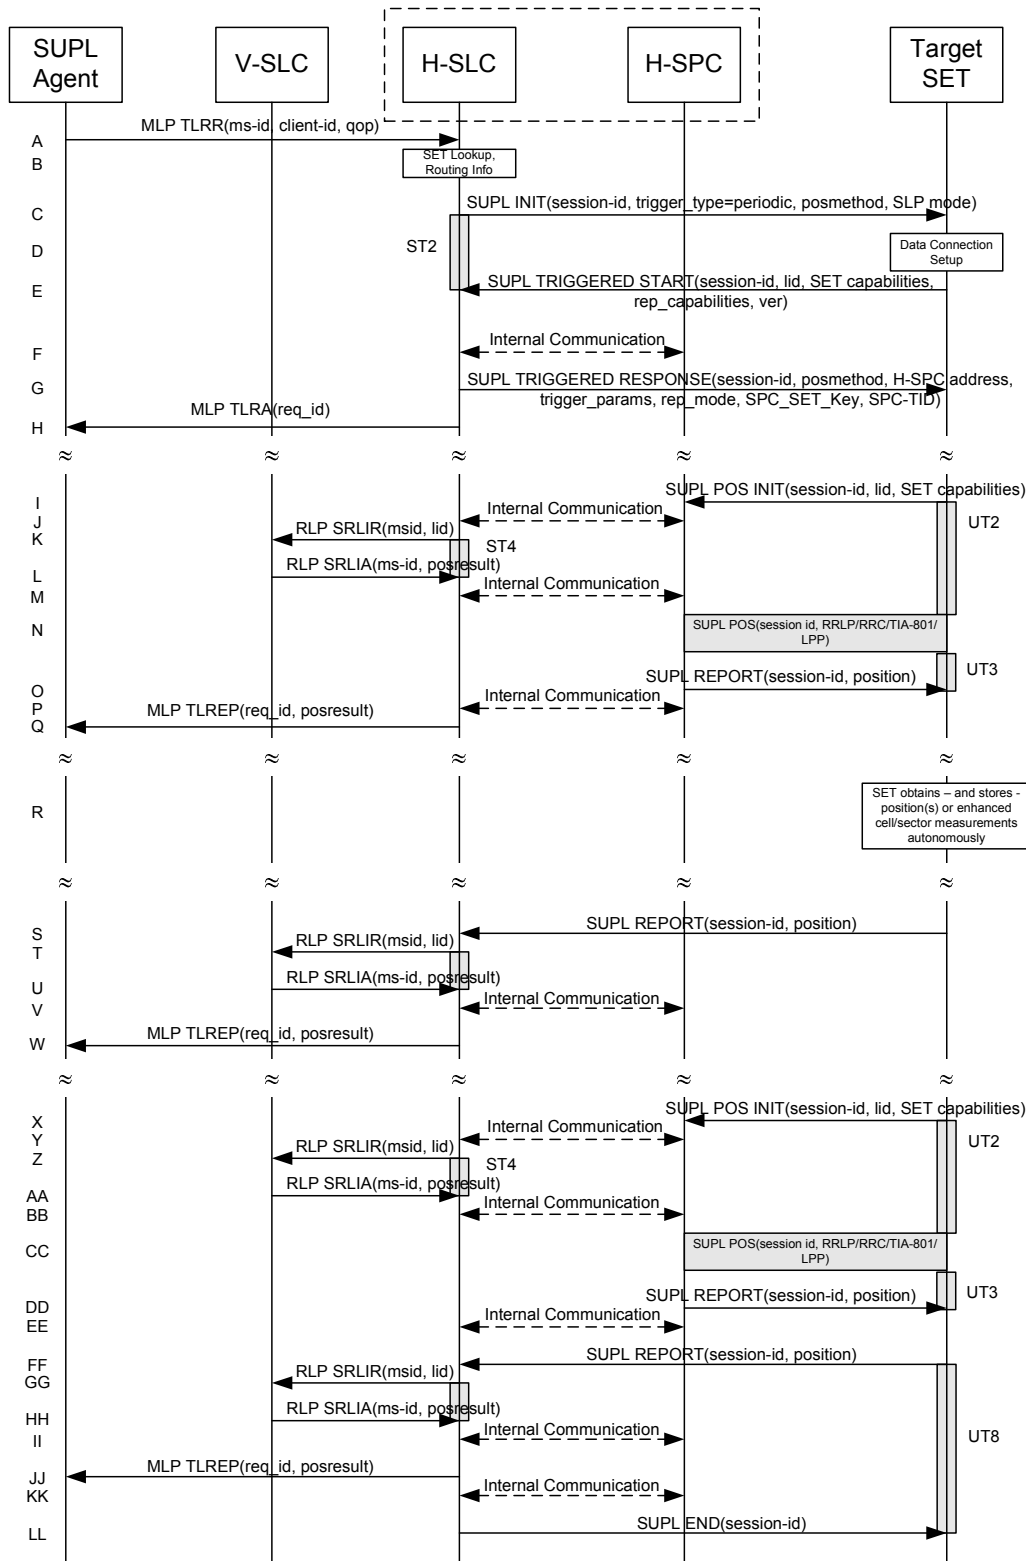 SUPL
Agent
V-SLC
H-SLC
H-SPC
Target
SET
A
MLP TLRR(ms-id, client-id, qop)
B
SET Lookup,
Routing Info
C
SUPL INIT(session-id, trigger_type=periodic, posmethod, SLP mode)
ST2
D
Data Connection
Setup
E
SUPL TRIGGERED START(session-id, lid, SET capabilities,
rep_capabilities, ver)
F
Internal Communication
G
SUPL TRIGGERED RESPONSE(session-id, posmethod, H-SPC address,
trigger_params, rep_mode, SPC_SET_Key, SPC-TID)
H
MLP TLRA(req_id)
≈ ≈ ≈ ≈ ≈
I
SUPL POS INIT(session-id, lid, SET capabilities)
J
Internal Communication
UT2
K
RLP SRLIR(msid, lid)
ST4
L
RLP SRLIA(ms-id, posresult)
M
Internal Communication
N
SUPL POS(session id, RRLP/RRC/TIA-801/
LPP)
UT3
O
SUPL REPORT(session-id, position)
P
Internal Communication
Q
MLP TLREP(req_id, posresult)
≈ ≈ ≈ ≈ ≈
R
SET obtains – and stores -
position(s) or enhanced
cell/sector measurements
autonomously
≈ ≈ ≈ ≈ ≈
S
SUPL REPORT(session-id, position)
T
RLP SRLIR(msid, lid)
U
RLP SRLIA(ms-id, posresult)
V
Internal Communication
W
MLP TLREP(req_id, posresult)
≈ ≈ ≈ ≈ ≈
X
SUPL POS INIT(session-id, lid, SET capabilities)
Y
Internal Communication
UT2
Z
RLP SRLIR(msid, lid)
ST4
AA
RLP SRLIA(ms-id, posresult)
BB
Internal Communication
CC
SUPL POS(session id, RRLP/RRC/TIA-801/
LPP)
UT3
DD
SUPL REPORT(session-id, position)
EE
Internal Communication
FF
SUPL REPORT(session-id, position)
GG
RLP SRLIR(msid, lid)
HH
RLP SRLIA(ms-id, posresult)
II
Internal Communication
UT8
JJ
MLP TLREP(req_id, posresult)
KK
Internal Communication
LL
SUPL END(session-id)